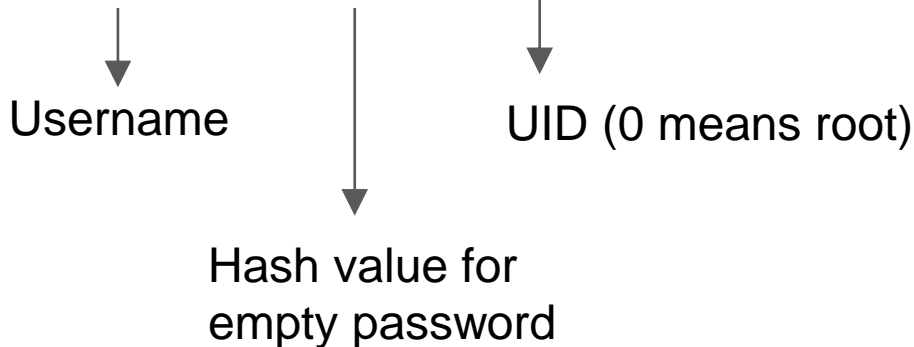 Username
UID (0 means root)
Hash value for
empty password